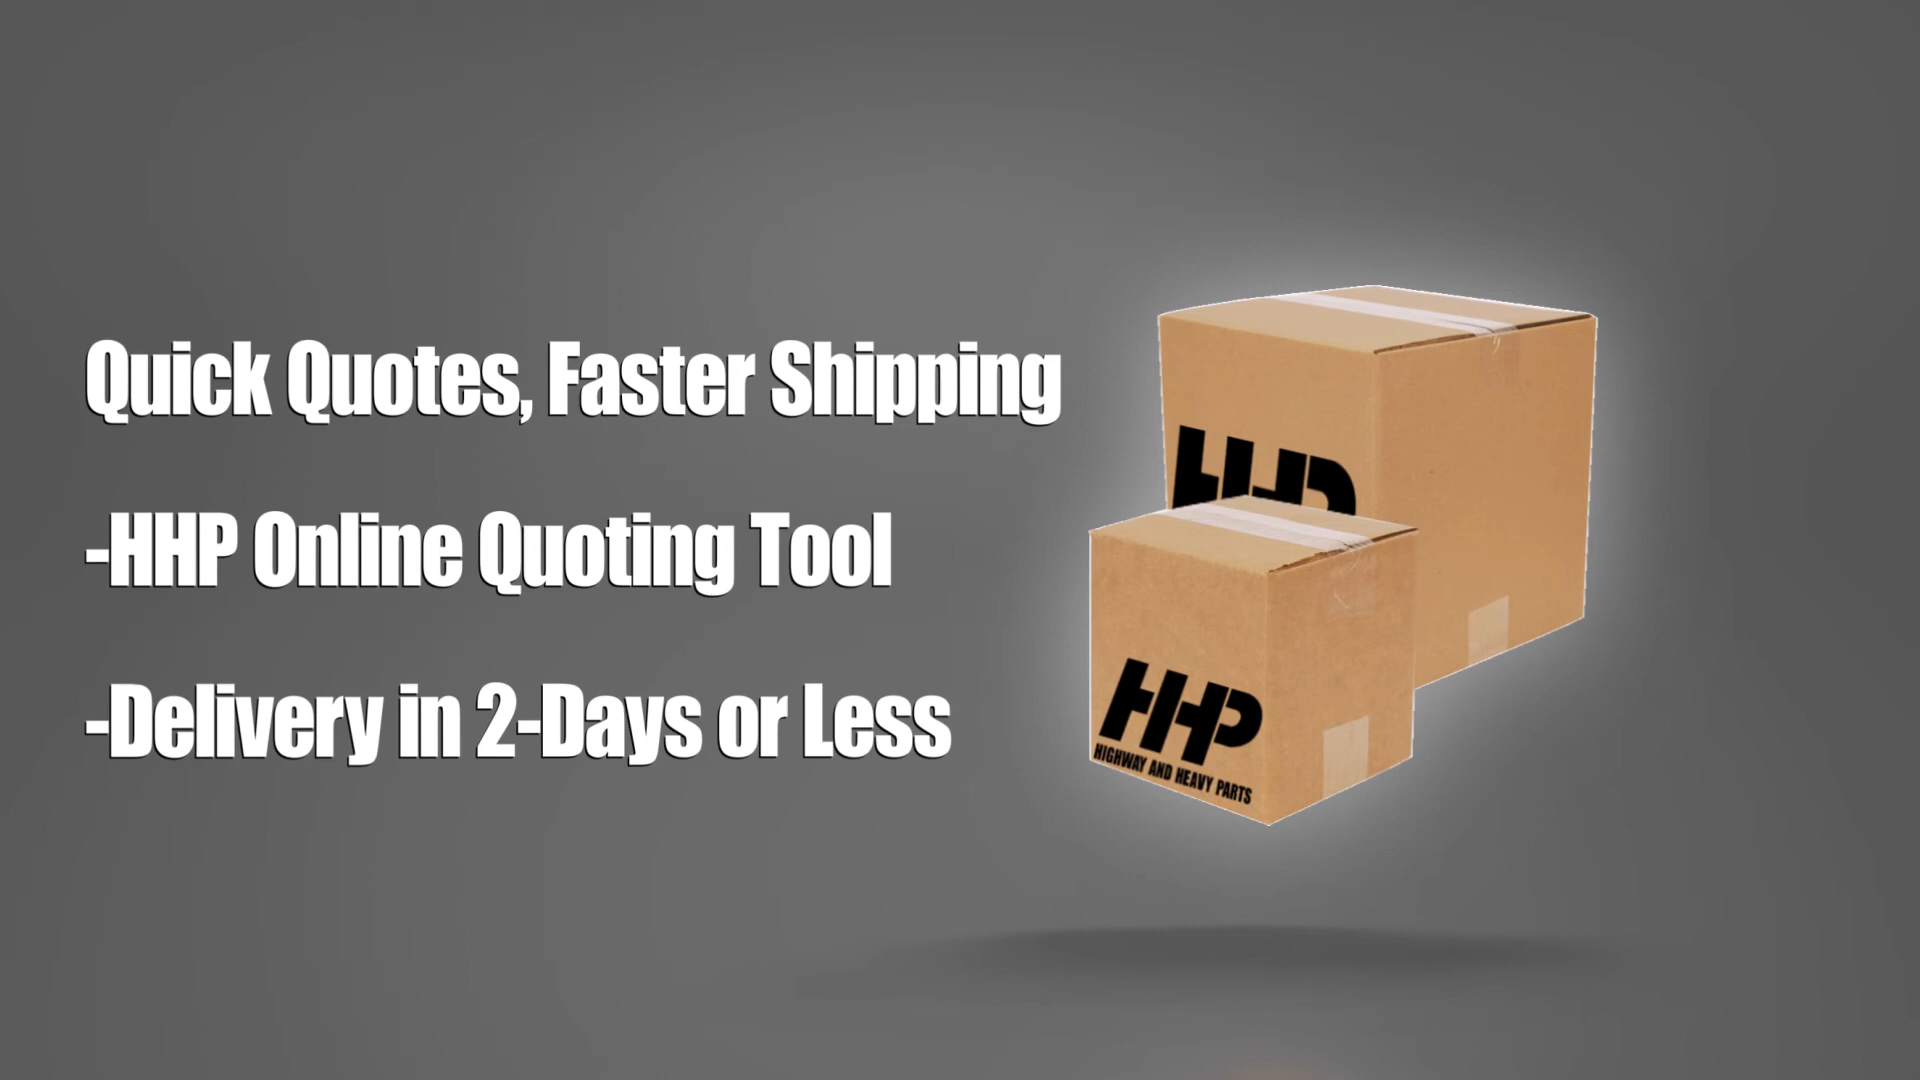 Quick Quotes, Faster Shipping
-HHP Online Quoting Tool
-Delivery in 2-Days or Less
HHP
HHP
HIGHWAY AND HEAVY PARTS